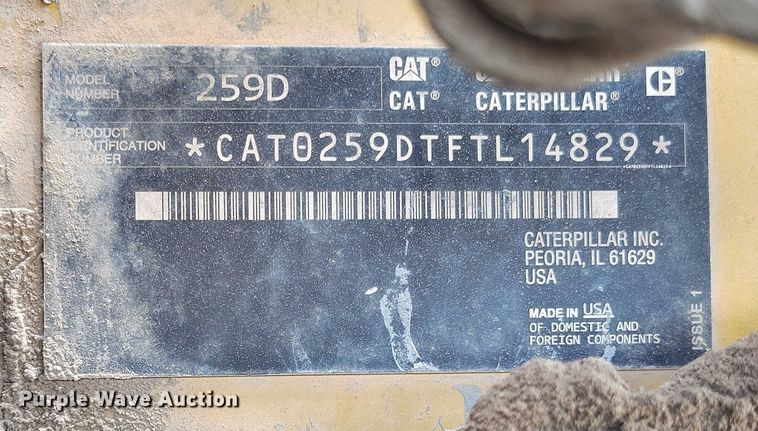 MODEL NUMBER 259D
CAT®
CAT® CATERPILLAR®
C®
PRODUCT IDENTIFICATION NUMBER *CAT0259DTFTL14829*
CATERPILLAR INC.
PEORIA, IL 61629
USA
MADE IN USA
OF DOMESTIC AND
FOREIGN COMPONENTS
ISSUE 1
Purple Wave Auction